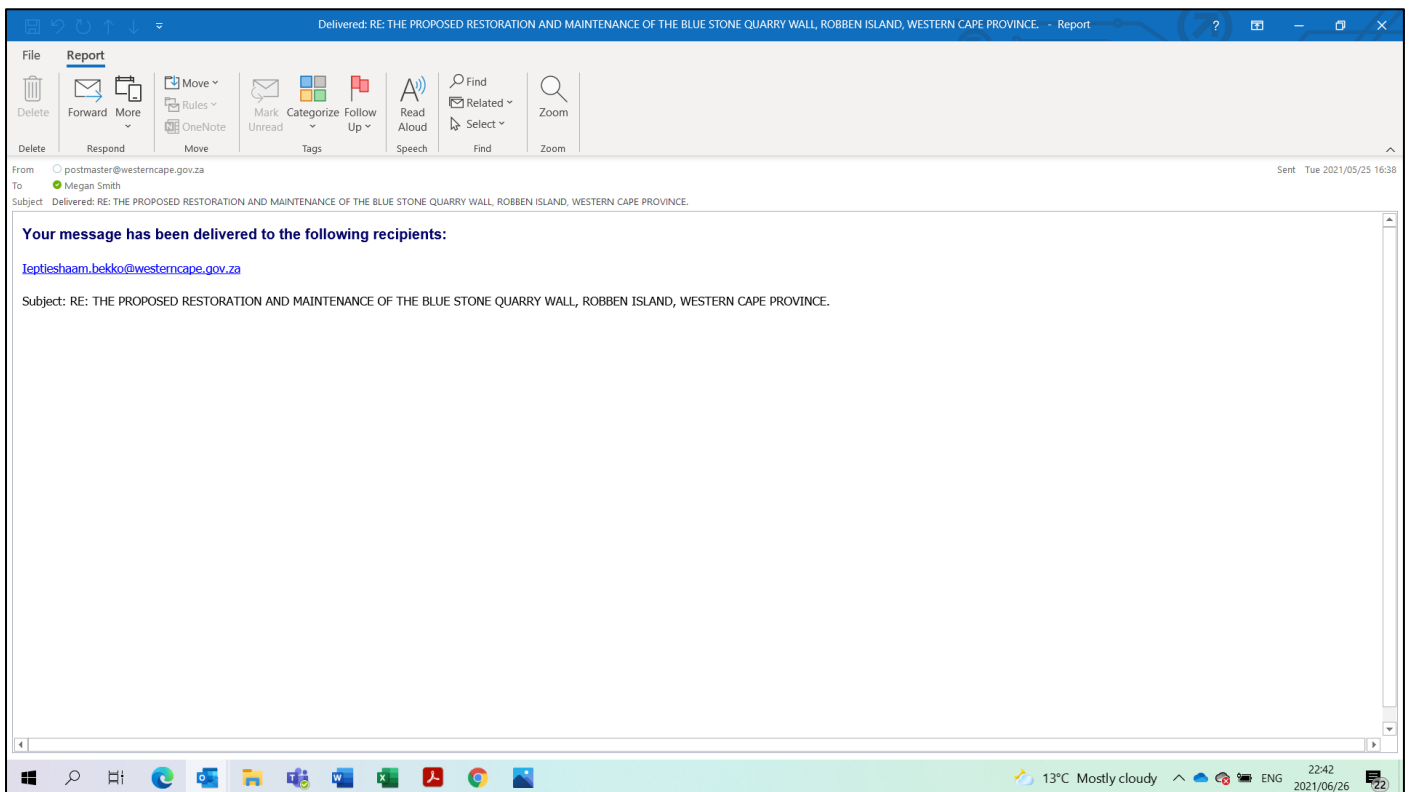 Delivered: RE: THE PROPOSED RESTORATION AND MAINTENANCE OF THE BLUE STONE QUARRY WALL, ROBBEN ISLAND, WESTERN CAPE PROVINCE. - Report ?
File Report
Delete
Forward More
Move
Rules
OneNote
Mark Unread
Categorize
Follow Up
Read Aloud
Find
Related
Select
Zoom
Delete Respond Move Tags Speech Find Zoom
From postmaster@westerncape.gov.za Sent Tue 2021/05/25 16:38
To Megan Smith
Subject Delivered: RE: THE PROPOSED RESTORATION AND MAINTENANCE OF THE BLUE STONE QUARRY WALL, ROBBEN ISLAND, WESTERN CAPE PROVINCE.
Your message has been delivered to the following recipients:
Ieptieshaam.bekko@westerncape.gov.za
Subject: RE: THE PROPOSED RESTORATION AND MAINTENANCE OF THE BLUE STONE QUARRY WALL, ROBBEN ISLAND, WESTERN CAPE PROVINCE.
13°C Mostly cloudy ENG 22:42
2021/06/26
22